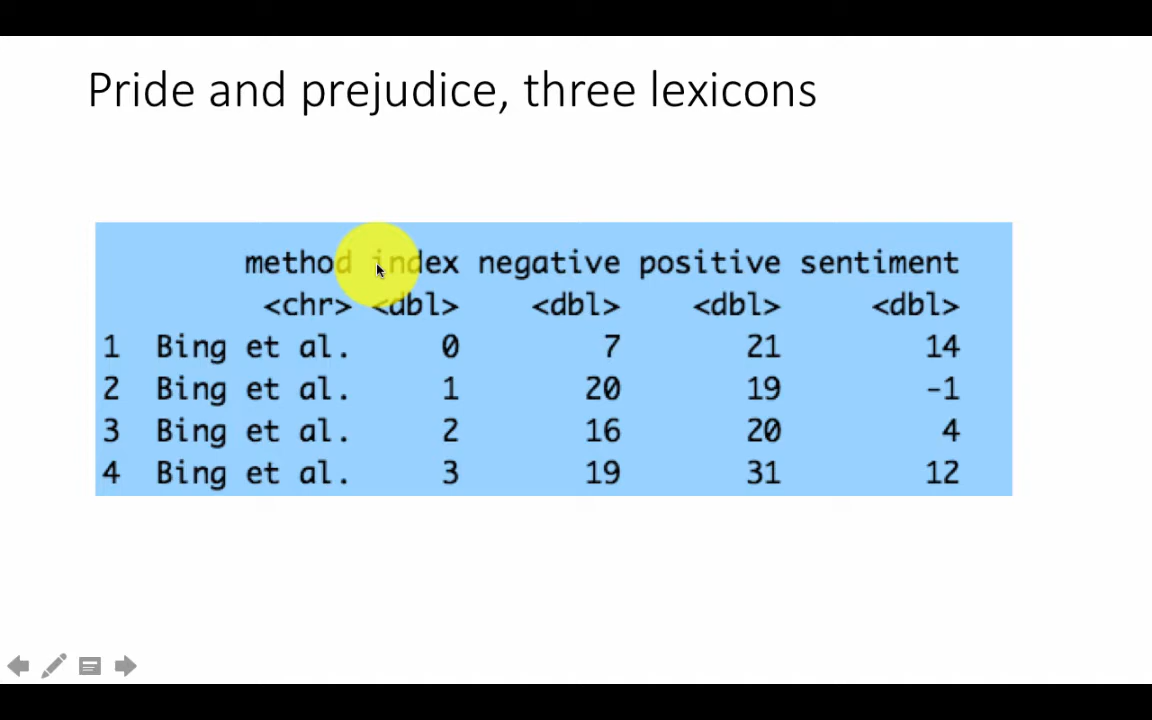 Pride and prejudice, three lexicons
method index negative positive sentiment
<chr> <dbl> <dbl> <dbl> <dbl>
1 Bing et al. 0 7 21 14
2 Bing et al. 1 20 19 -1
3 Bing et al. 2 16 20 4
4 Bing et al. 3 19 31 12